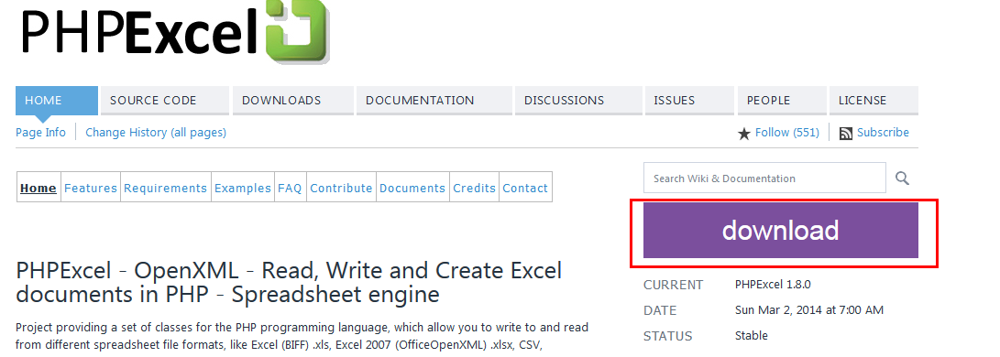 PHPExcel
HOME SOURCE CODE DOWNLOADS DOCUMENTATION DISCUSSIONS ISSUES PEOPLE LICENSE
Page Info Change History (all pages) Follow (551) Subscribe
Home Features Requirements Examples FAQ Contribute Documents Credits Contact
Search Wiki & Documentation
download
PHPExcel - OpenXML - Read, Write and Create Excel
documents in PHP - Spreadsheet engine
Project providing a set of classes for the PHP programming language, which allow you to write to and read
from different spreadsheet file formats, like Excel (BIFF) .xls, Excel 2007 (OfficeOpenXML) .xlsx, CSV,
CURRENT PHPExcel 1.8.0
DATE Sun Mar 2, 2014 at 7:00 AM
STATUS Stable